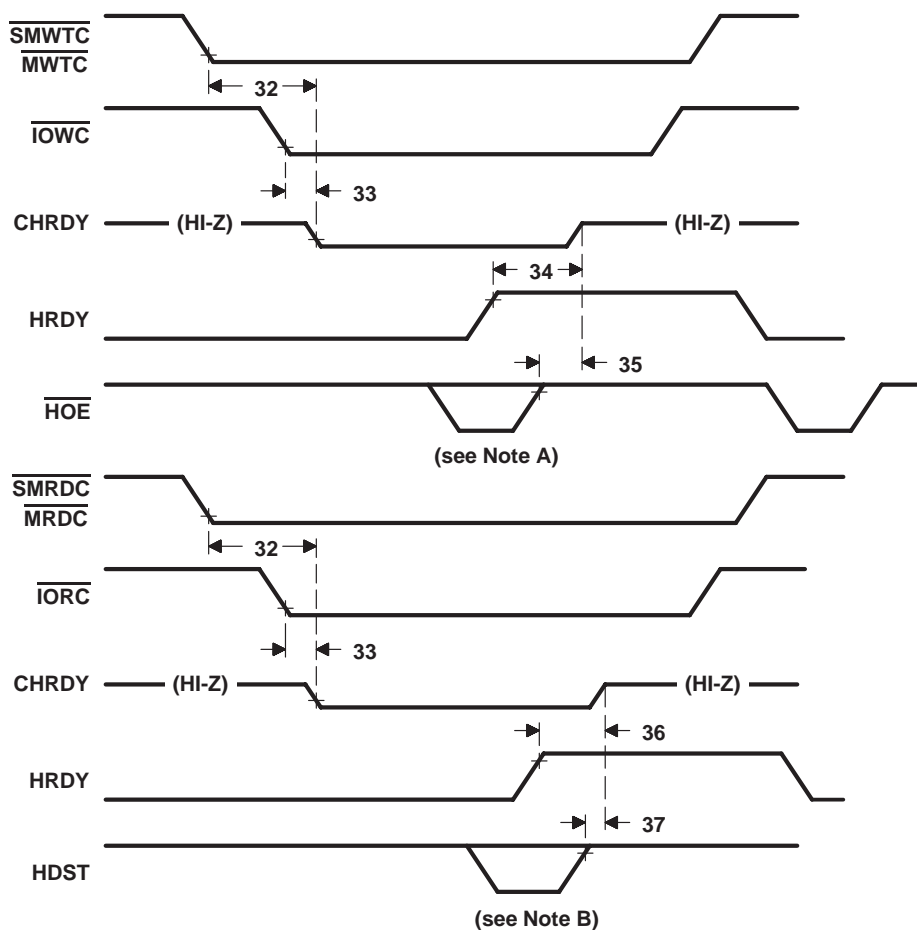 SMWTC
MWTC
32
IOWC
33
CHRDY (HI-Z) (HI-Z)
34
HRDY
35
HOE
(see Note A)
SMRDC
MRDC
32
IORC
33
CHRDY (HI-Z) (HI-Z)
36
HRDY
37
HDST
(see Note B)